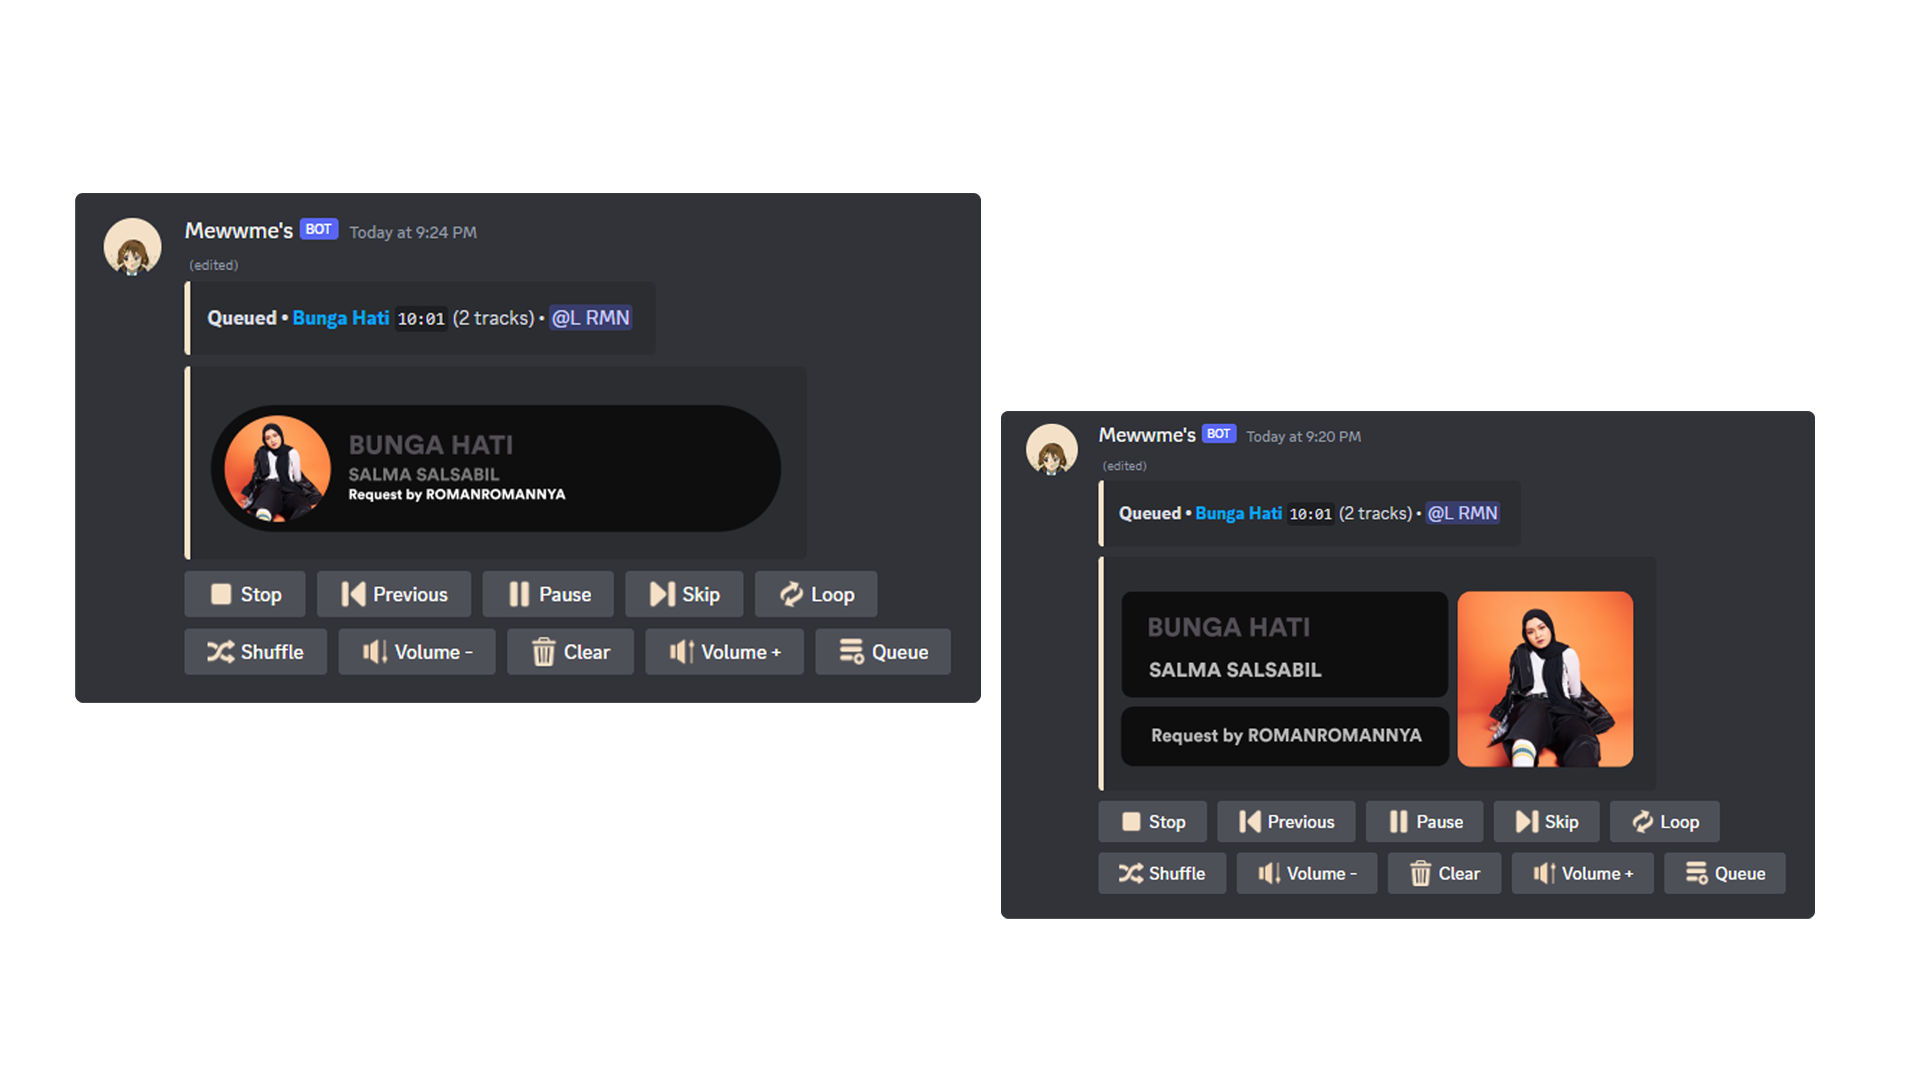 Mewwme's BOT Today at 9:24 PM
(edited)
Queued • Bunga Hati 10:01 (2 tracks) • @L RMN
BUNGA HATI
SALMA SALSABIL
Request by ROMANROMANNYA
Stop Previous Pause Skip Loop
Shuffle Volume - Clear Volume + Queue
Mewwme's BOT Today at 9:20 PM
(edited)
Queued • Bunga Hati 10:01 (2 tracks) • @L RMN
BUNGA HATI
SALMA SALSABIL
Request by ROMANROMANNYA
Stop Previous Pause Skip Loop
Shuffle Volume - Clear Volume + Queue